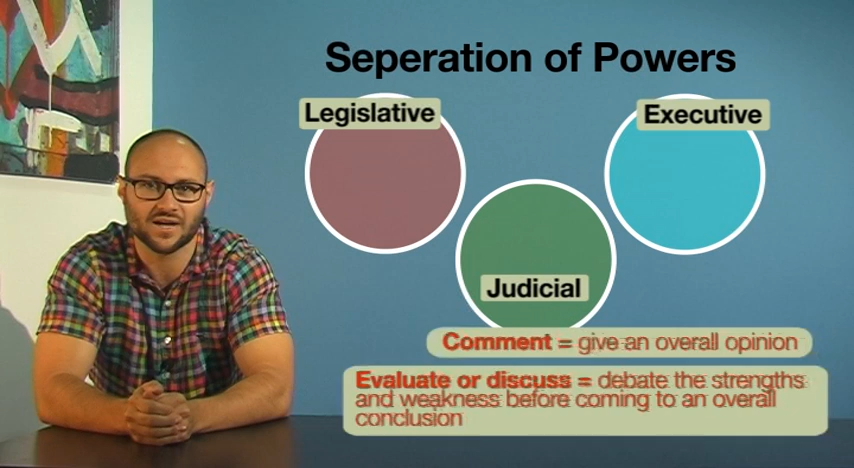 Seperation of Powers
Legislative
Executive
Judicial
Comment = give an overall opinion
Evaluate or discuss = debate the strengths
and weakness before coming to an overall
conclusion